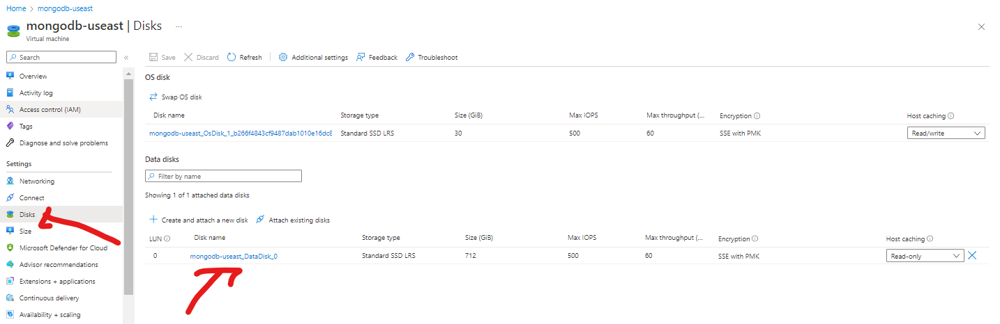 Home > mongodb-useast
mongodb-useast | Disks ...
Virtual machine
Search «
Overview
Activity log
Access control (IAM)
Tags
Diagnose and solve problems
Settings
Networking
Connect
Disks
Size
Microsoft Defender for Cloud
Advisor recommendations
Extensions + applications
Continuous delivery
Availability + scaling
Save Discard Refresh Additional settings Feedback Troubleshoot
OS disk
Swap OS disk
Disk name Storage type Size (GiB) Max IOPS Max throughput (... Encryption Host caching
mongodb-useast_OsDisk_1_b266f4843cf9487dab1010e16dc8 Standard SSD LRS 30 500 60 SSE with PMK Read/write
Data disks
Filter by name
Showing 1 of 1 attached data disks
Create and attach a new disk Attach existing disks
LUN Disk name Storage type Size (GiB) Max IOPS Max throughput (... Encryption Host caching
0 mongodb-useast_DataDisk_0 Standard SSD LRS 712 500 60 SSE with PMK Read-only